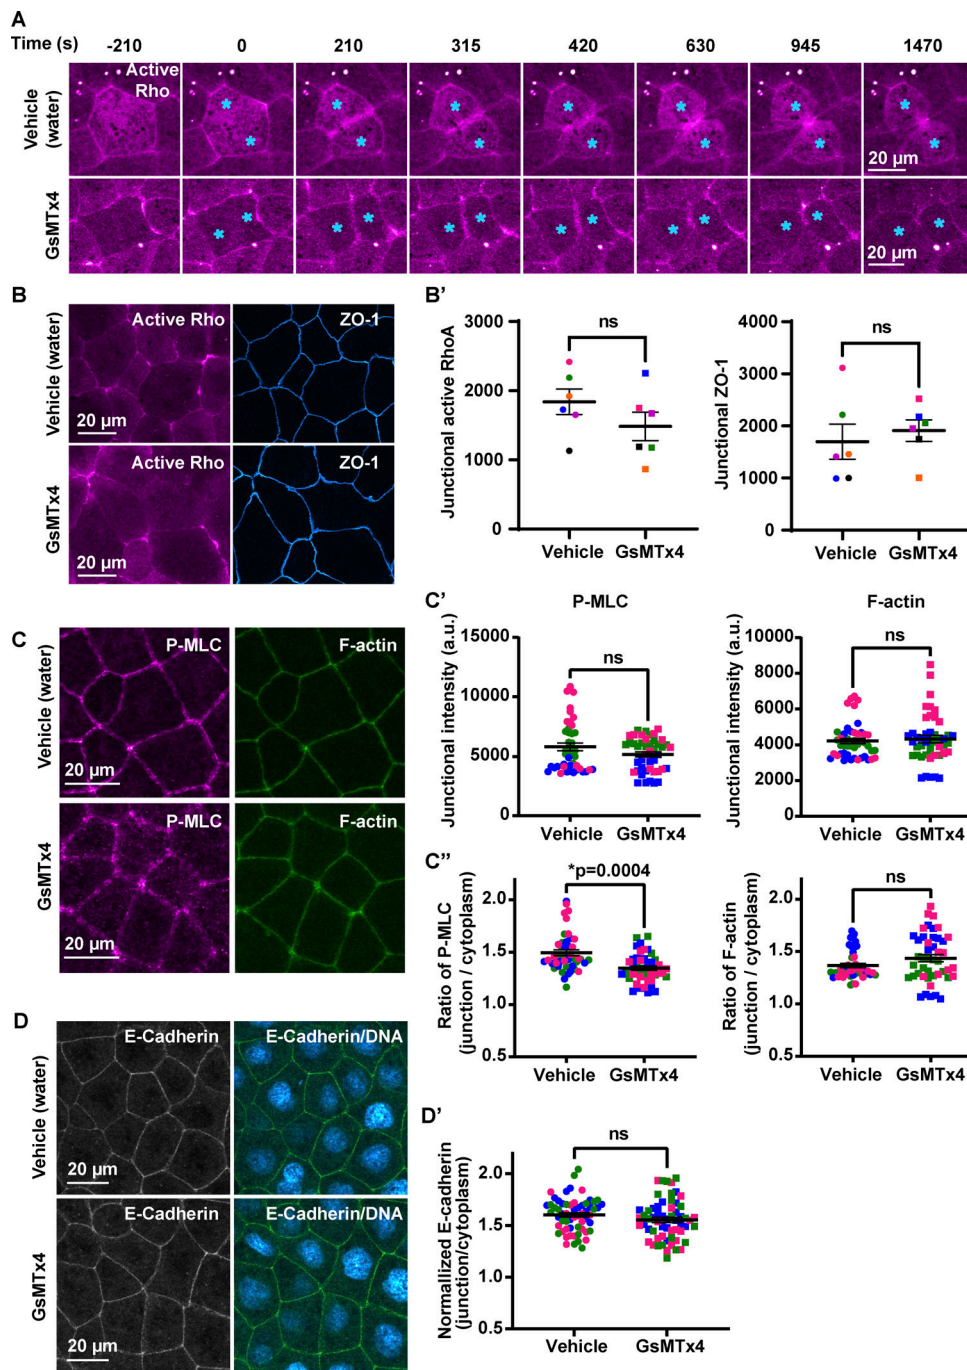 A
Time (s) -210 0 210 315 420 630 945 1470
Vehicle (water)
Active Rho
* * * * * * * * * * * * * *
20 µm
GsMTx4
* * * * * * * * * * * * * *
20 µm
B
Vehicle (water)
Active Rho
ZO-1
20 µm
GsMTx4
Active Rho
ZO-1
20 µm
B'
Junctional active RhoA
3000
2000
1000
0
ns
Vehicle GsMTx4
Junctional ZO-1
4000
3000
2000
1000
0
ns
Vehicle GsMTx4
C
Vehicle (water)
P-MLC
F-actin
20 µm
GsMTx4
P-MLC
F-actin
20 µm
C'
P-MLC
Junctional intensity (a.u.)
15000
10000
5000
0
ns
Vehicle GsMTx4
F-actin
Junctional intensity (a.u.)
10000
8000
6000
4000
2000
0
ns
Vehicle GsMTx4
C"
Ratio of P-MLC
(junction / cytoplasm)
2.0
1.5
1.0
0.5
*p=0.0004
Vehicle GsMTx4
Ratio of F-actin
(junction / cytoplasm)
2.0
1.5
1.0
0.5
ns
Vehicle GsMTx4
D
Vehicle (water)
E-Cadherin
E-Cadherin/DNA
20 µm
GsMTx4
E-Cadherin
E-Cadherin/DNA
20 µm
D'
Normalized E-cadherin
(junction/cytoplasm)
2.0
1.5
1.0
0.5
ns
Vehicle GsMTx4